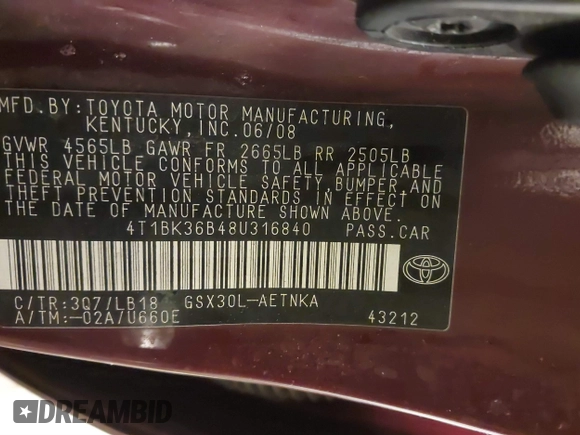 MFD.BY:TOYOTA MOTOR MANUFACTURING,
KENTUCKY, INC.06/08
GVWR 4565LB GAWR FR 2665LB RR 2505LB
THIS VEHICLE CONFORMS TO ALL APPLICABLE
FEDERAL MOTOR VEHICLE SAFETY,BUMPER,AND
THEFT PREVENTION STANDARDS IN EFFECT ON
THE DATE OF MANUFACTURE SHOWN ABOVE.
4T1BK36B48U316840 PASS.CAR
C/TR:3Q7/LB18 GSX30L-AETNKA
A/TM:-02A/U660E 43212
TOYOTA
DREAMBID